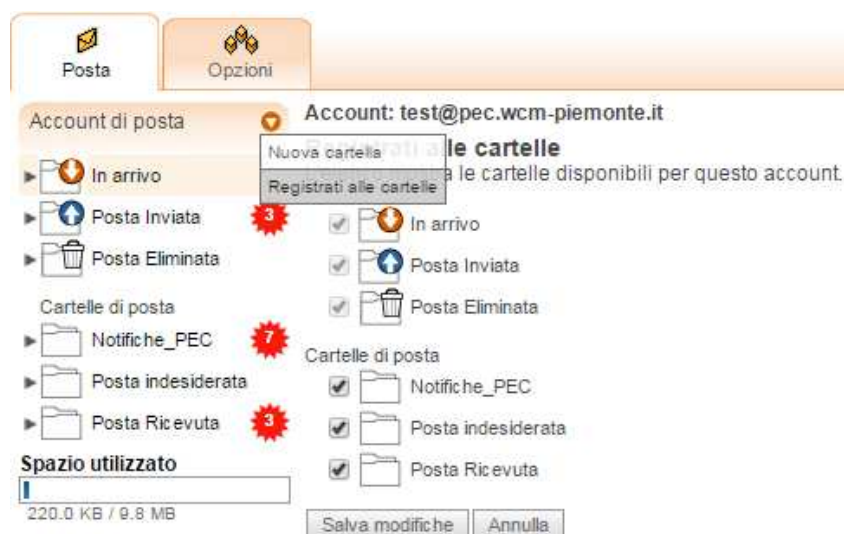 Posta
Opzioni
Account di posta
In arrivo
Posta Inviata
3
Posta Eliminata
Cartelle di posta
Notifiche_PEC
7
Posta indesiderata
Posta Ricevuta
3
Spazio utilizzato
220.0 KB / 9.8 MB
Nuova cartella
Registrati alle cartelle
Account: test@pec.wcm-piemonte.it
le cartelle
le cartelle disponibili per questo account.
In arrivo
Posta Inviata
Posta Eliminata
Cartelle di posta
Notifiche_PEC
Posta indesiderata
Posta Ricevuta
Salva modifiche
Annulla